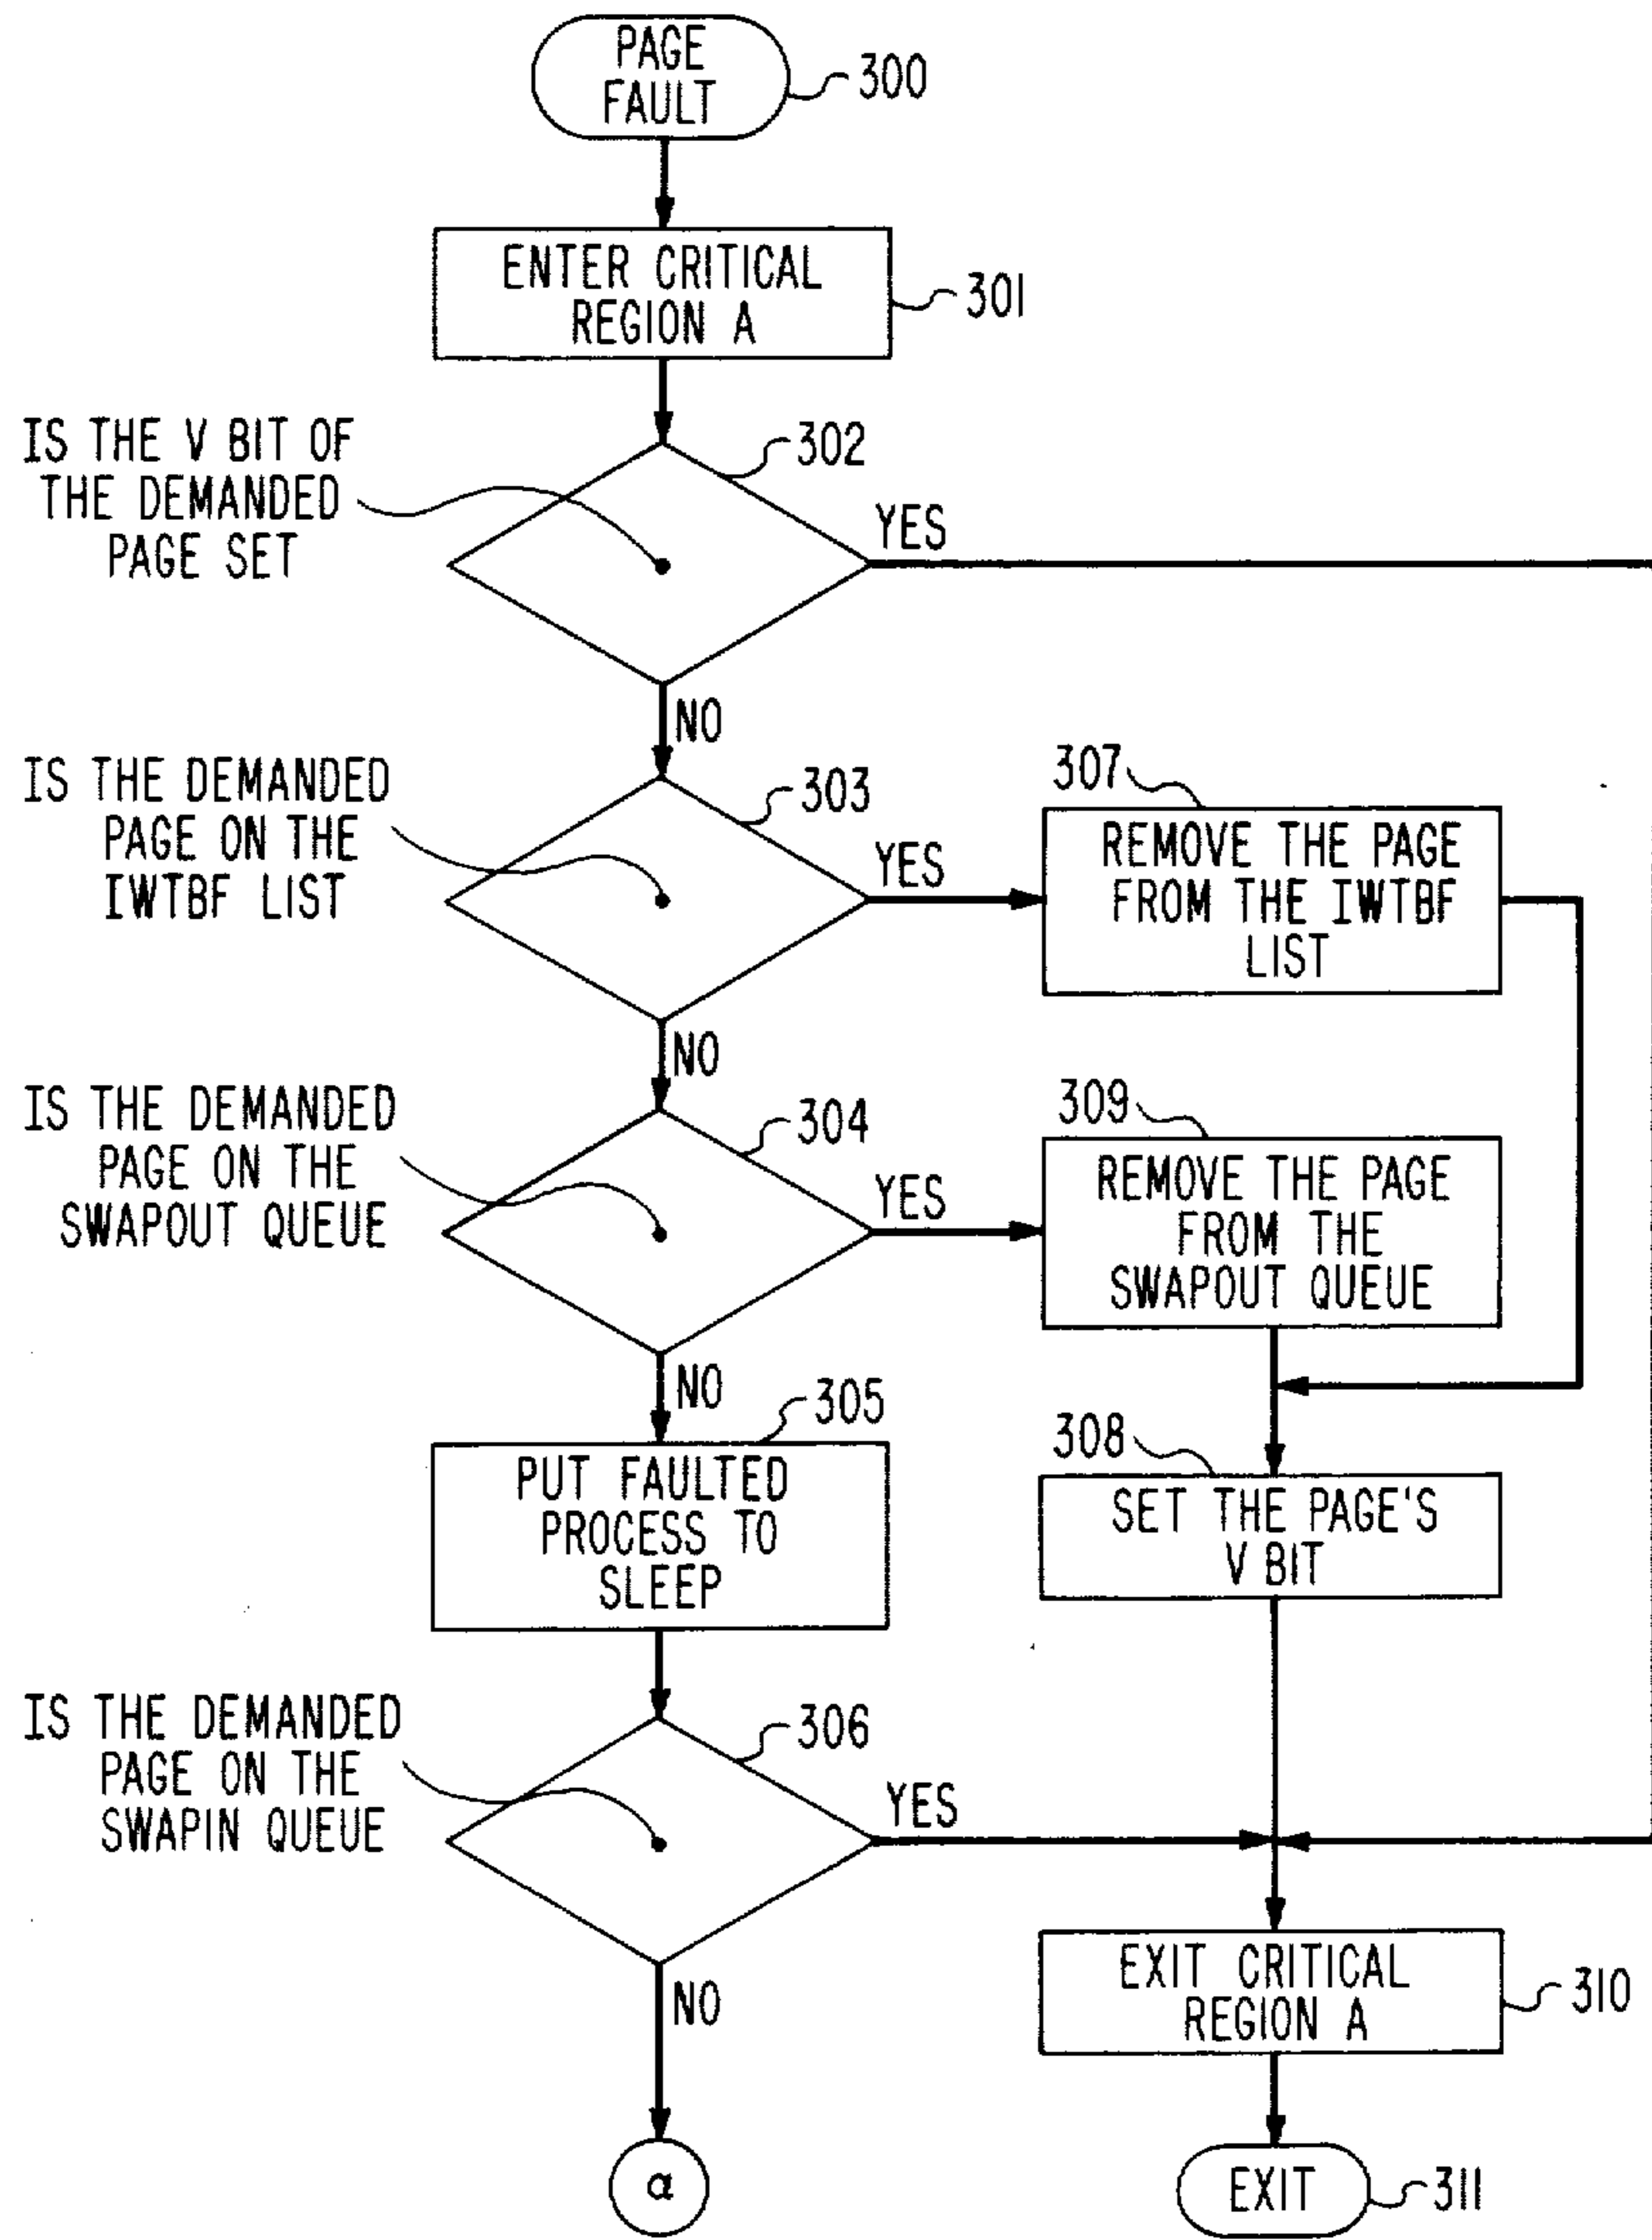 PAGE
FAULT
300
ENTER CRITICAL
REGION A
301
IS THE V BIT OF
THE DEMANDED
PAGE SET
302
YES
NO
IS THE DEMANDED
PAGE ON THE
IWTBF LIST
303
YES
307
REMOVE THE PAGE
FROM THE IWTBF
LIST
NO
IS THE DEMANDED
PAGE ON THE
SWAPOUT QUEUE
304
YES
309
REMOVE THE PAGE
FROM THE
SWAPOUT QUEUE
NO
305
PUT FAULTED
PROCESS TO
SLEEP
308
SET THE PAGE'S
V BIT
IS THE DEMANDED
PAGE ON THE
SWAPIN QUEUE
306
YES
NO
EXIT CRITICAL
REGION A
310
α
EXIT
311